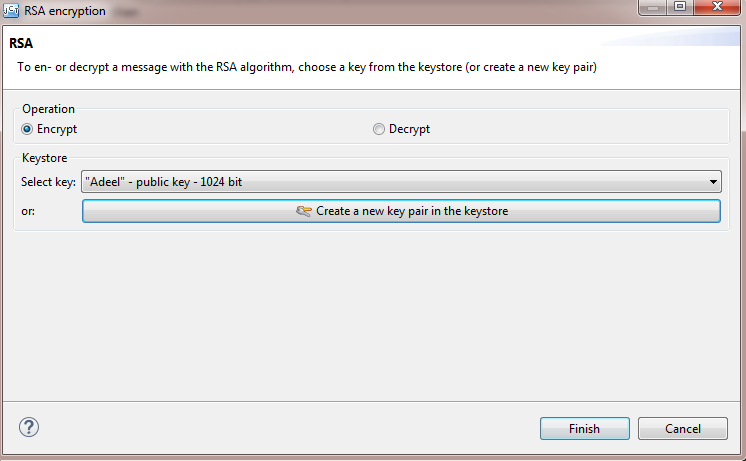 JCT RSA encryption
RSA
To en- or decrypt a message with the RSA algorithm, choose a key from the keystore (or create a new key pair)
Operation
Encrypt Decrypt
Keystore
Select key: "Adeel" - public key - 1024 bit
or: Create a new key pair in the keystore
? Finish Cancel